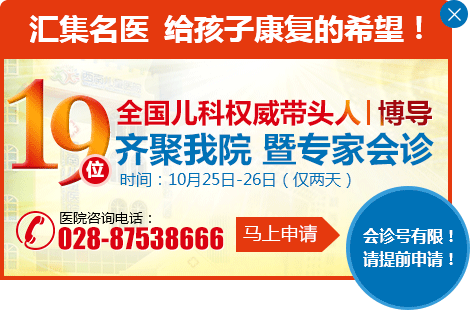 汇集名医 给孩子康复的希望！
19位
全国儿科权威带头人|博导
齐聚我院 暨专家会诊
时间：10月25日-26日（仅两天）
医院咨询电话：
028-87538666
马上申请
会诊号有限！
请提前申请！